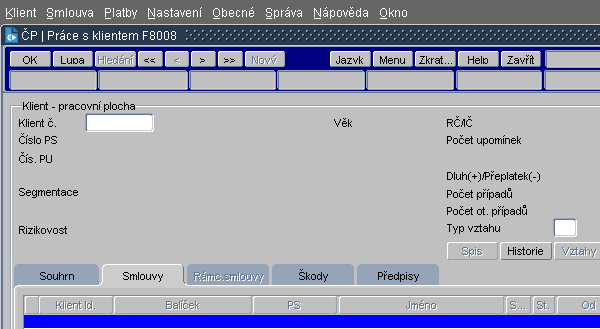 Klient Smlouva Platby Nastavení Obecné Správa Nápověda Okno
ČP | Práce s klientem F8008
OK Lupa Hledání << < > >> Nový Jazyk Menu Zkrat... Help Zavřít
Klient - pracovní plocha
Klient č. Věk RČ/IČ
Číslo PS Počet upomínek
Čís. PU
Dluh(+)/Přeplatek(-)
Segmentace Počet případů
Počet ot. případů
Rizikovost Typ vztahu
Spis Historie Vztahy
Souhrn Smlouvy Rámc.smlouvy Škody Předpisy
Klient Id. Balíček PS Jméno S... St. Od